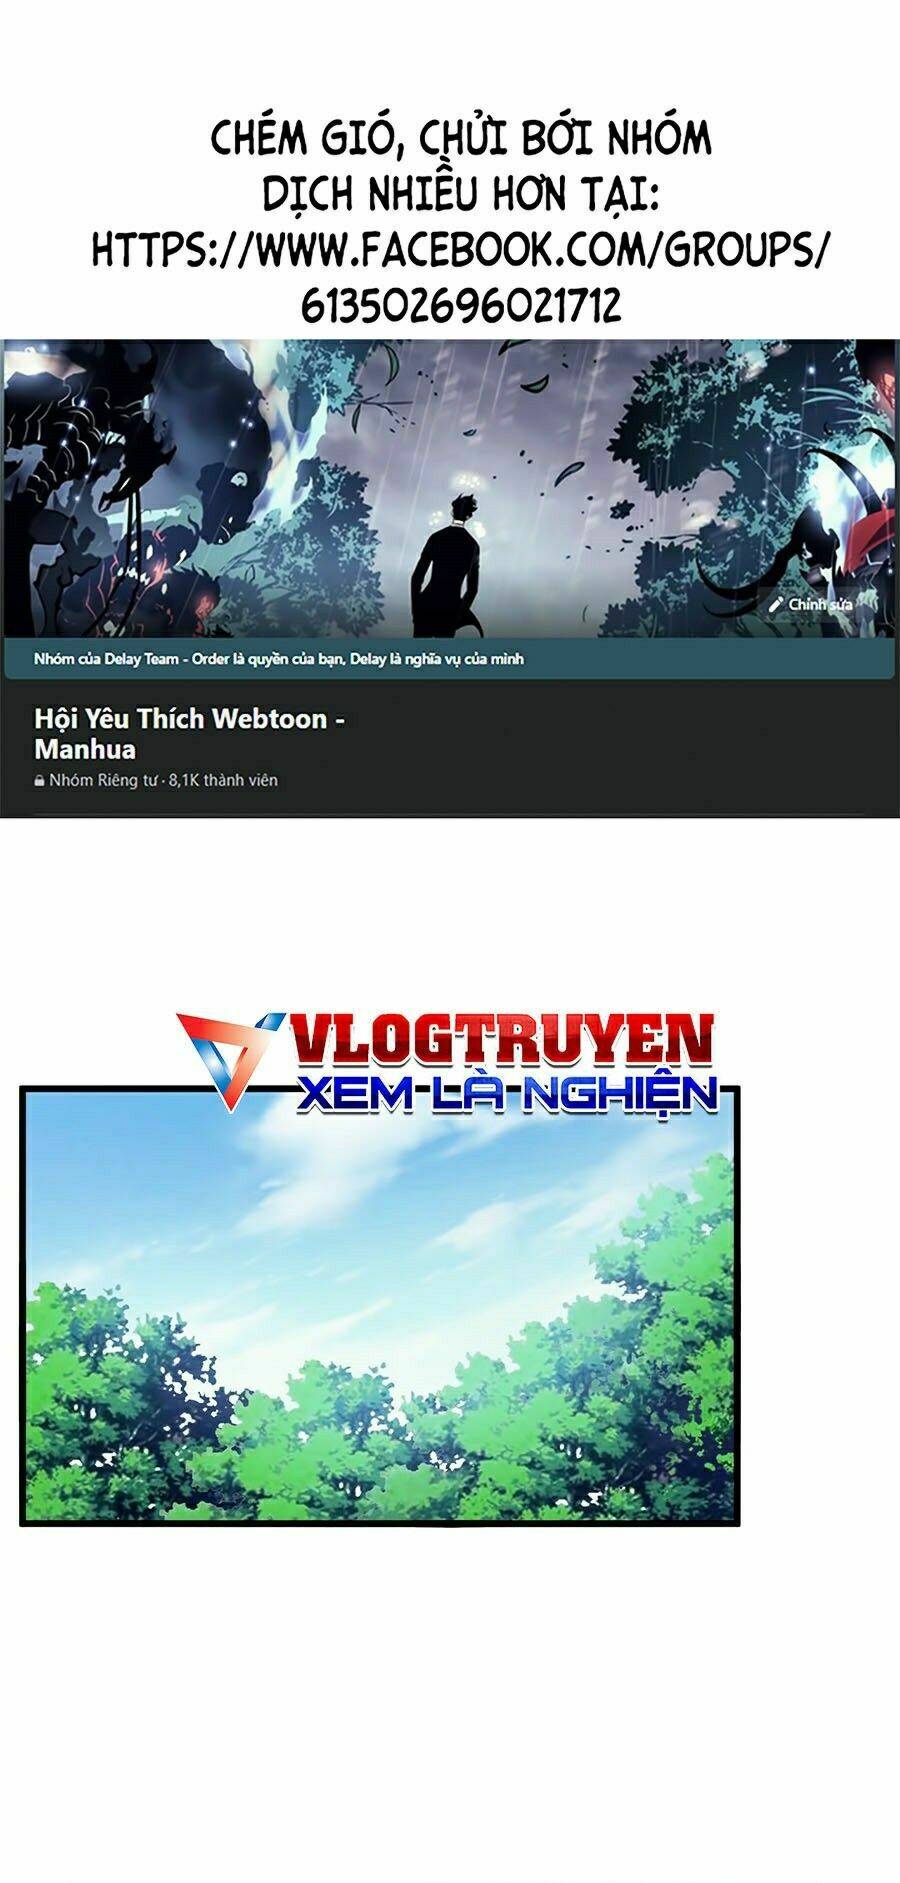 CHÉM GIÓ, CHỬI BỚI NHÓM
DỊCH NHIỀU HƠN TẠI:
HTTPS://WWW.FACEBOOK.COM/GROUPS/
613502696021712
Chỉnh sửa
Nhóm của Delay Team - Order là quyền của bạn, Delay là nghĩa vụ của mình
Hội Yêu Thích Webtoon -
Manhua
Nhóm Riêng tư · 8,1K thành viên
VLOGTRUYEN
XEM LÀ NGHIỆN